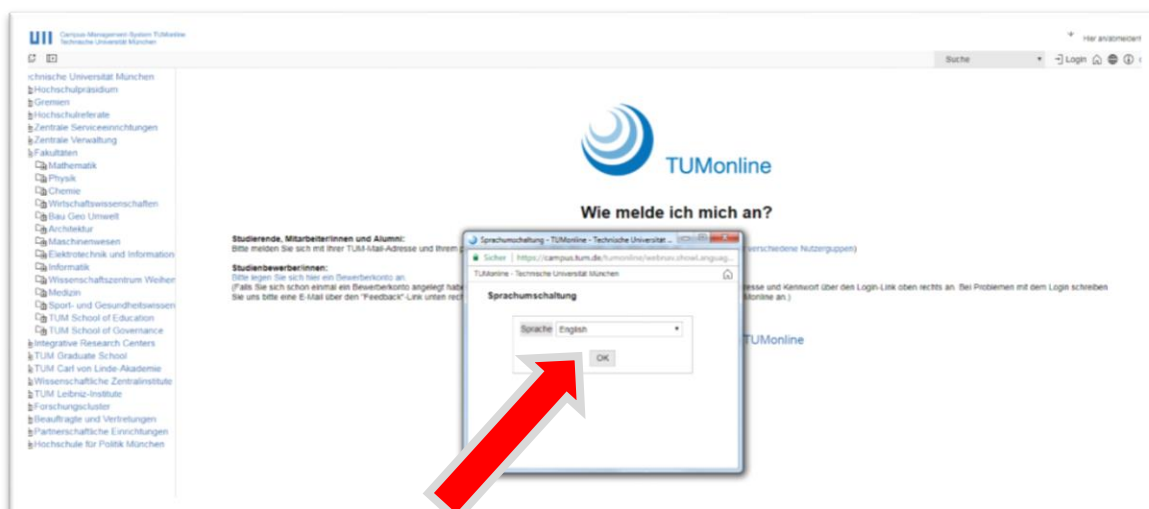 Campus-Management-System TUMonline
Technische Universität München
Hier an/abmelden!
Suche
Login
chnische Universität München
Hochschulpräsidium
Gremien
Hochschulreferate
Zentrale Serviceeinrichtungen
Zentrale Verwaltung
Fakultäten
Mathematik
Physik
Chemie
Wirtschaftswissenschaften
Bau Geo Umwelt
Architektur
Maschinenwesen
Elektrotechnik und Information
Informatik
Wissenschaftszentrum Weihen
Medizin
Sport- und Gesundheitswissen
TUM School of Education
TUM School of Governance
Integrative Research Centers
TUM Graduate School
TUM Carl von Linde-Akademie
Wissenschaftliche Zentralinstitute
TUM Leibniz-Institute
Forschungscluster
Beauftragte und Vertretungen
Partnerschaftliche Einrichtungen
Hochschule für Politik München
TUMonline
Wie melde ich mich an?
Studierende, Mitarbeiter/innen und Alumni:
Bitte melden Sie sich mit Ihrer TUM-Mail-Adresse und Ihrem
verschiedene Nutzergruppen)
Studienbewerber/innen:
Bitte legen Sie sich hier ein Bewerberkonto an.
(Falls Sie sich schon einmal ein Bewerberkonto angelegt habe
resse und Kennwort über den Login-Link oben rechts an. Bei Problemen mit dem Login schreiben
Sie uns bitte eine E-Mail über den "Feedback"-Link unten rech
Monline an.)
TUMonline
Sprachumschaltung - TUMonline - Technische Universität ...
Sicher | https://campus.tum.de/tumonline/webnav.showLanguag...
TUMonline - Technische Universität München
Sprachumschaltung
Sprache English
OK